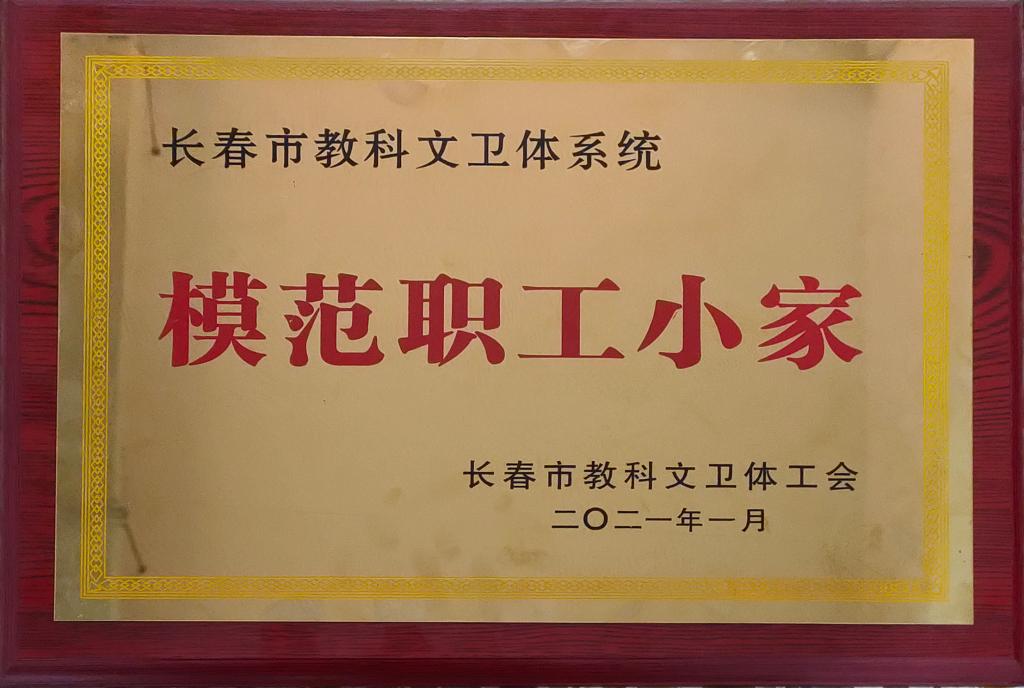 长春市教科文卫体系统
模范职工小家
长春市教科文卫体工会
二〇二一年一月